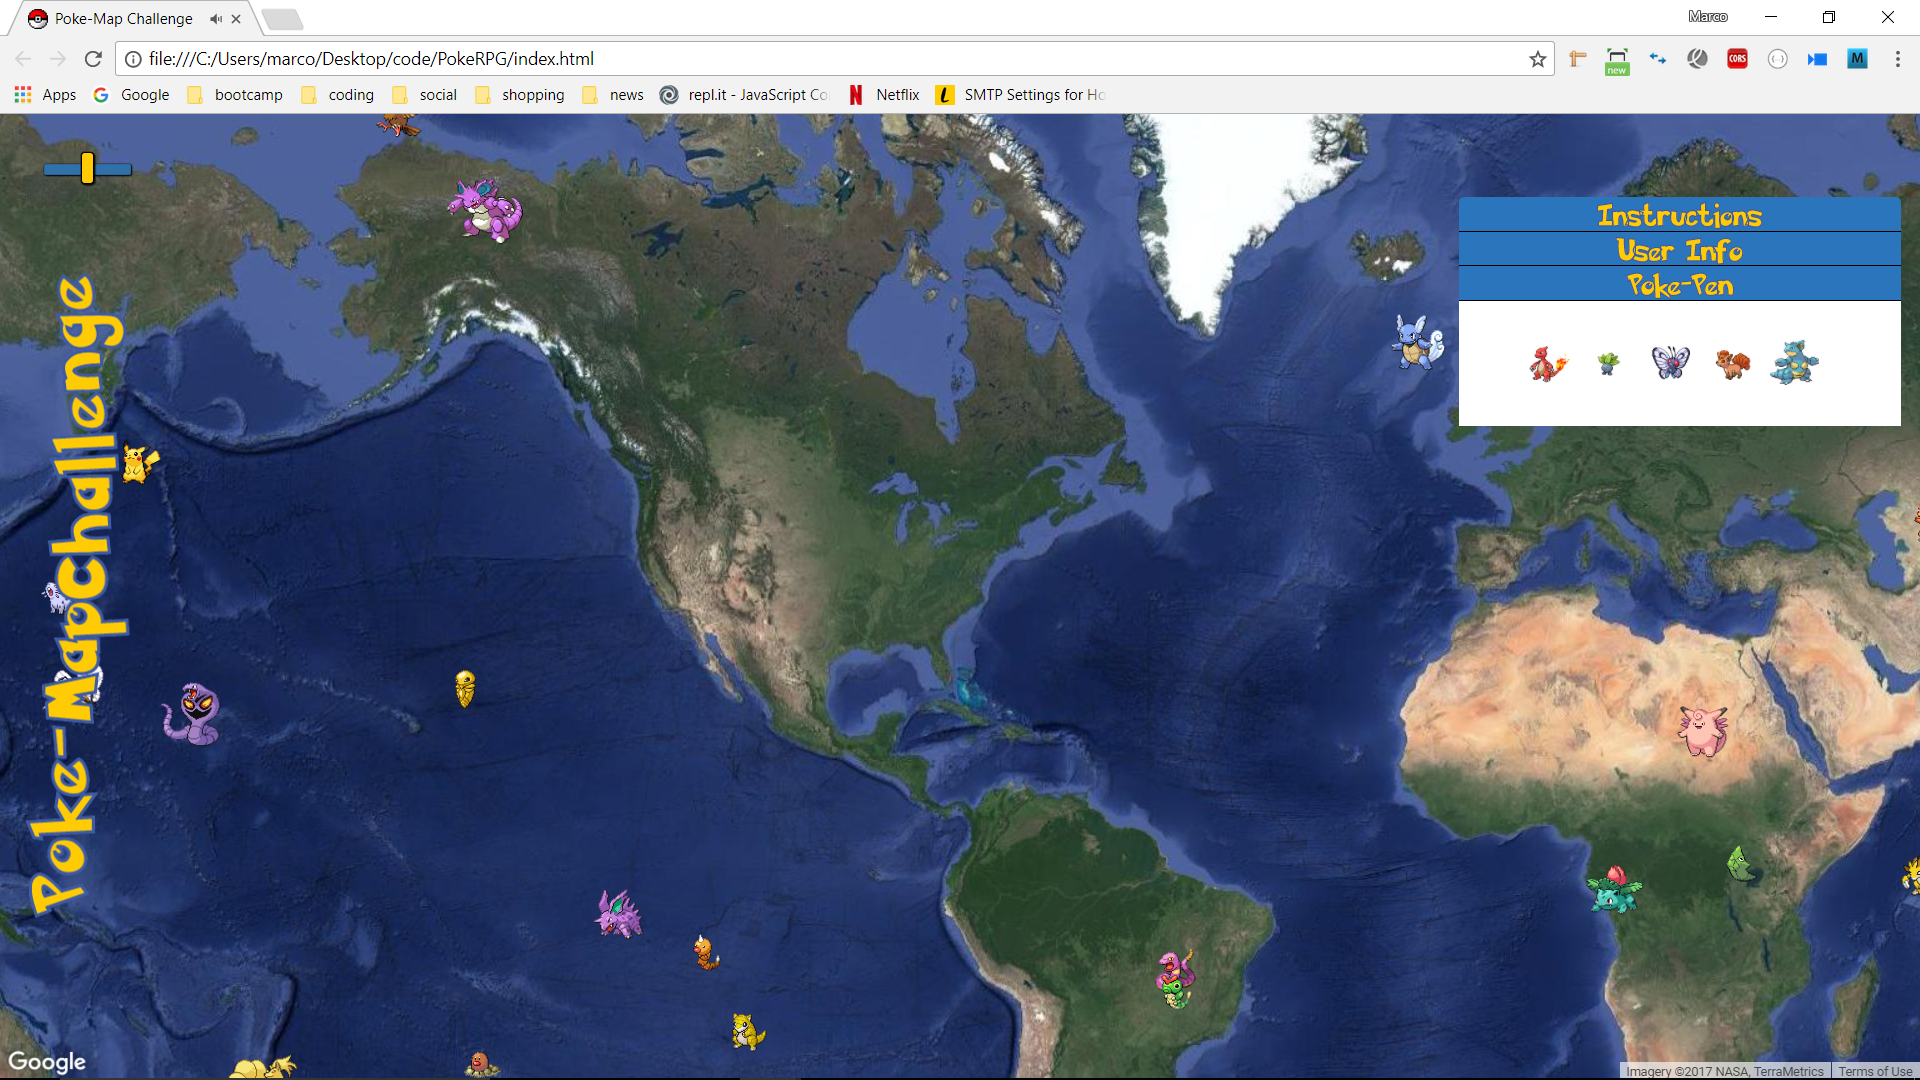 Poke-Map Challenge
Marco
file:///C:/Users/marco/Desktop/code/PokeRPG/index.html
new
CORS
M
Apps
Google
bootcamp
coding
social
shopping
news
repl.it - JavaScript Co
Netflix
SMTP Settings for Ho
Instructions
User Info
Poke-Pen
Poke-MapChallenge
Google
Imagery ©2017 NASA, TerraMetrics
Terms of Use